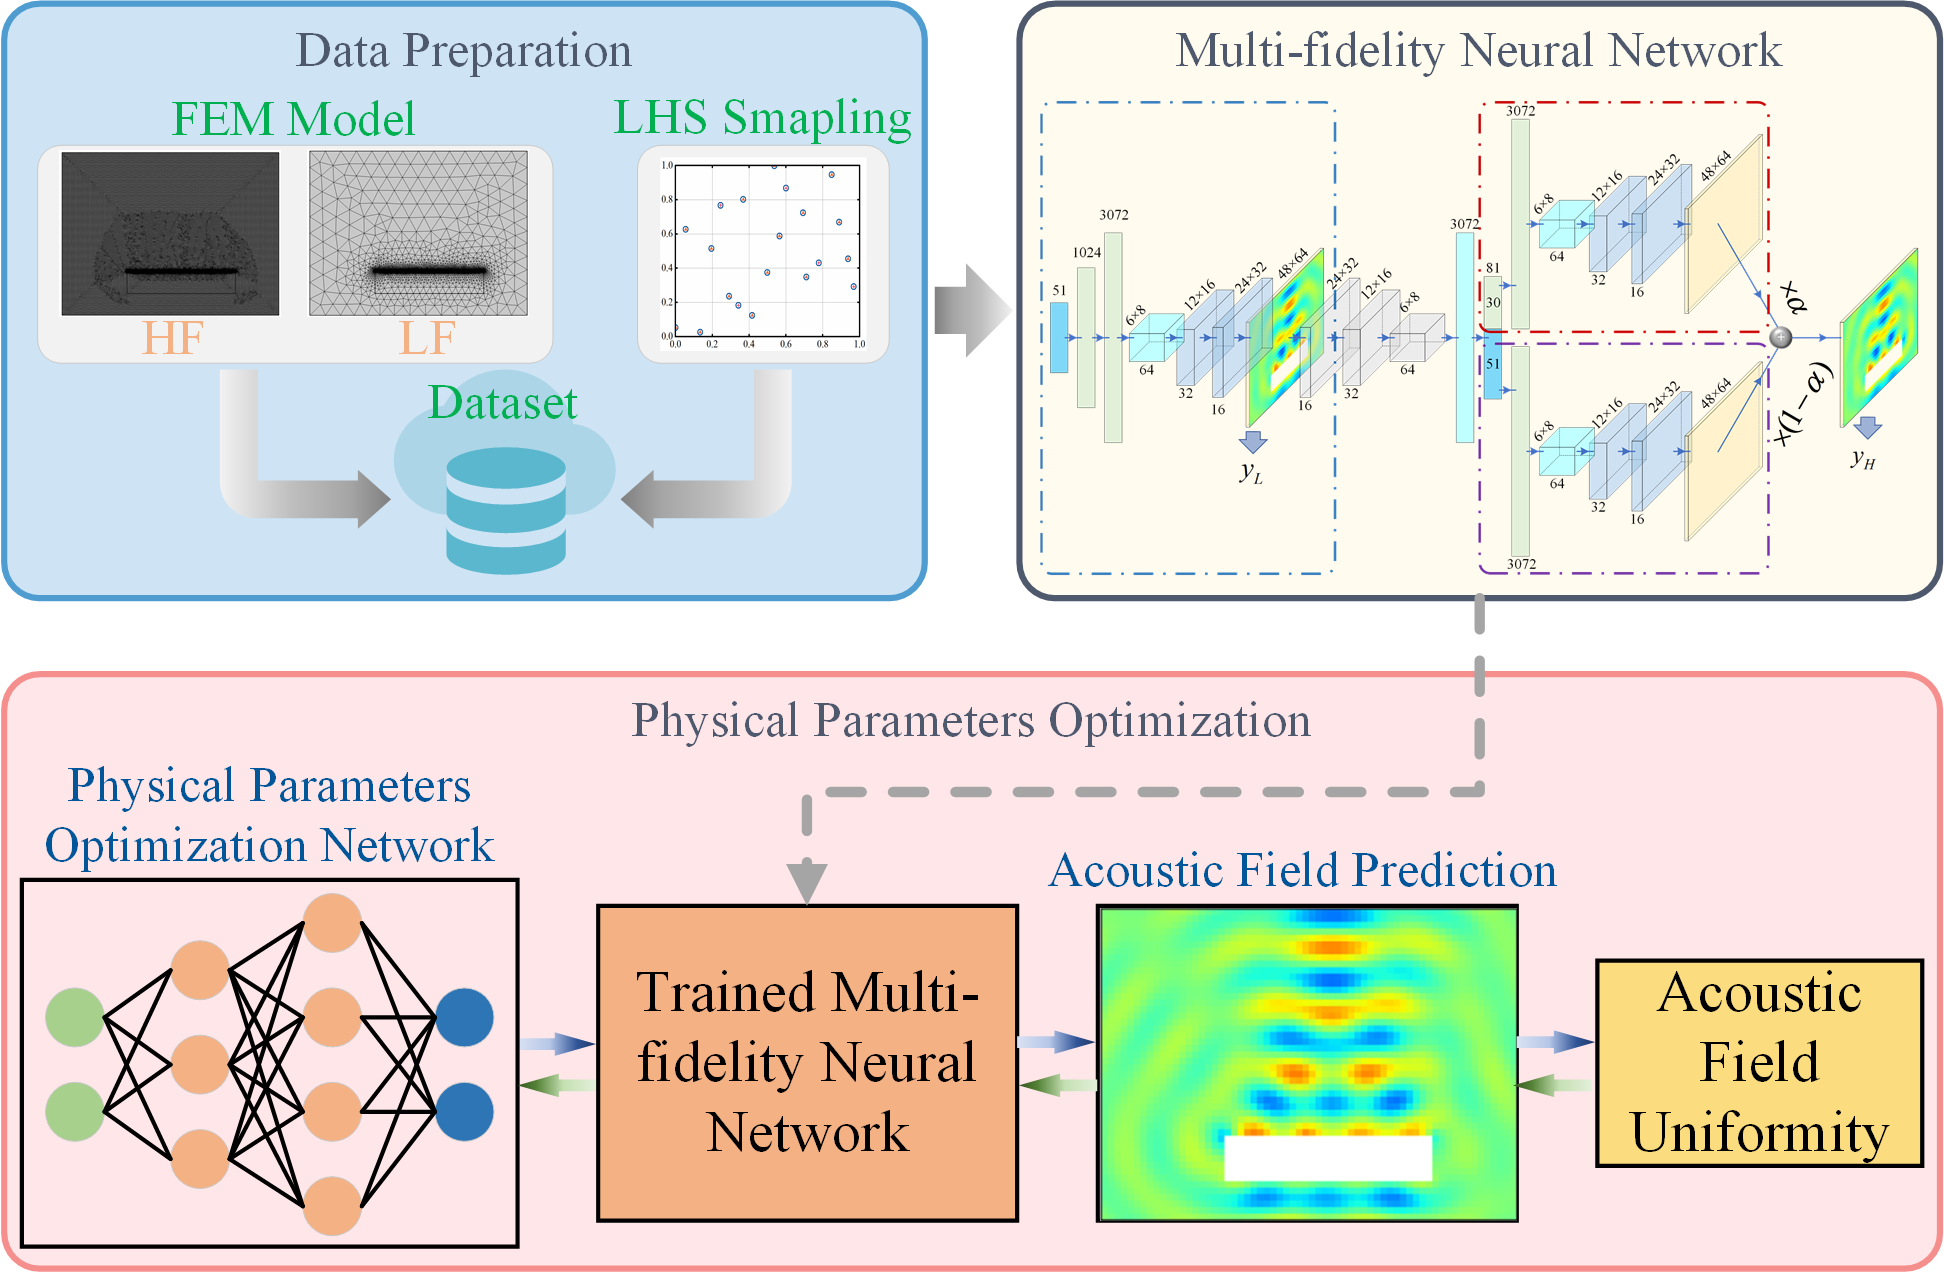 Data Preparation
FEM Model
LHS Smapling
HF
LF
1.0
0.8
0.6
0.4
0.2
0.0
0.0
0.2
0.4
0.6
0.8
1.0
Dataset
Multi-fidelity Neural Network
51
1024
3072
6×8
64
12×16
32
24×32
16
48×64
y_L
24×32
16
12×16
32
6×8
64
3072
81
30
51
3072
6×8
64
12×16
32
24×32
16
48×64
3072
6×8
64
12×16
32
24×32
16
48×64
×α
+
×(1−α)
y_H
Physical Parameters Optimization
Physical Parameters
Optimization Network
Trained Multi-
fidelity Neural
Network
Acoustic Field Prediction
Acoustic
Field
Uniformity